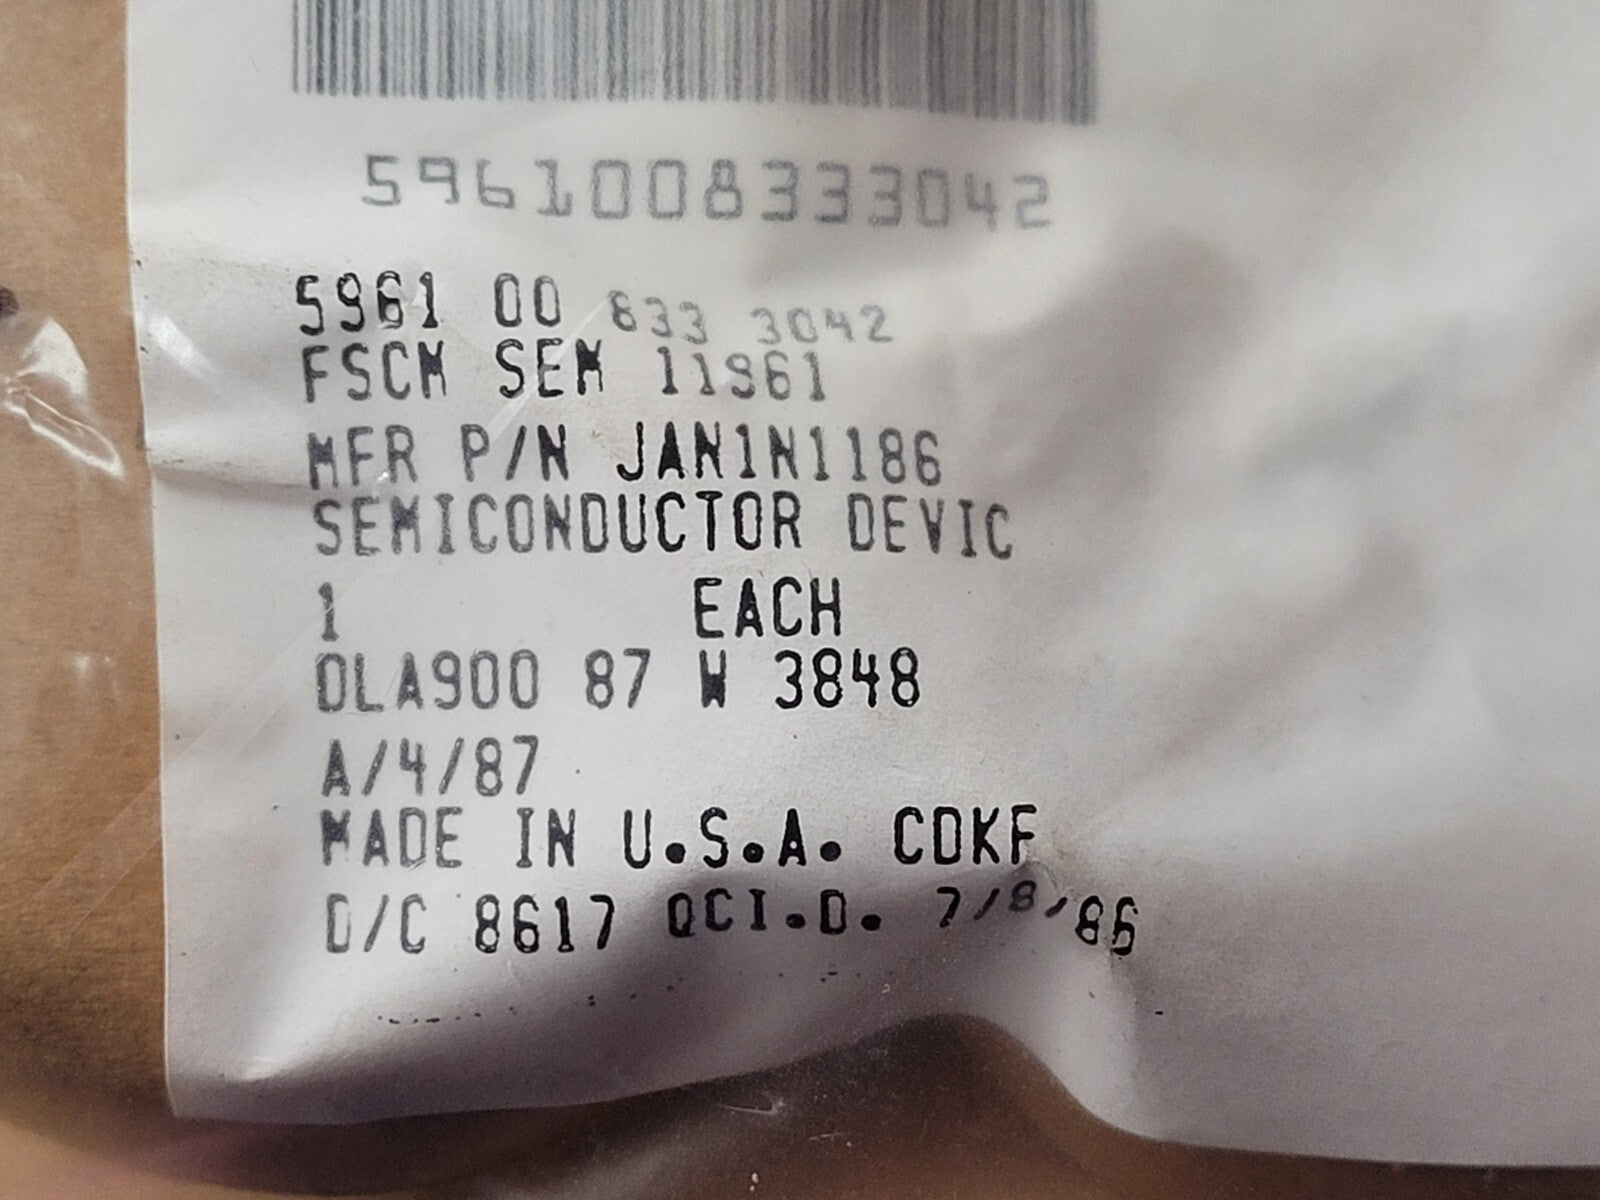 5961008333042
5961 00 833 3042
FSCM SEM 11961
MFR P/N JAN1N1186
SEMICONDUCTOR DEVIC
1 EACH
DLA900 87 W 3848
A/4/87
MADE IN U.S.A. CDKF
D/C 8617 QCI.D. 7/8/86